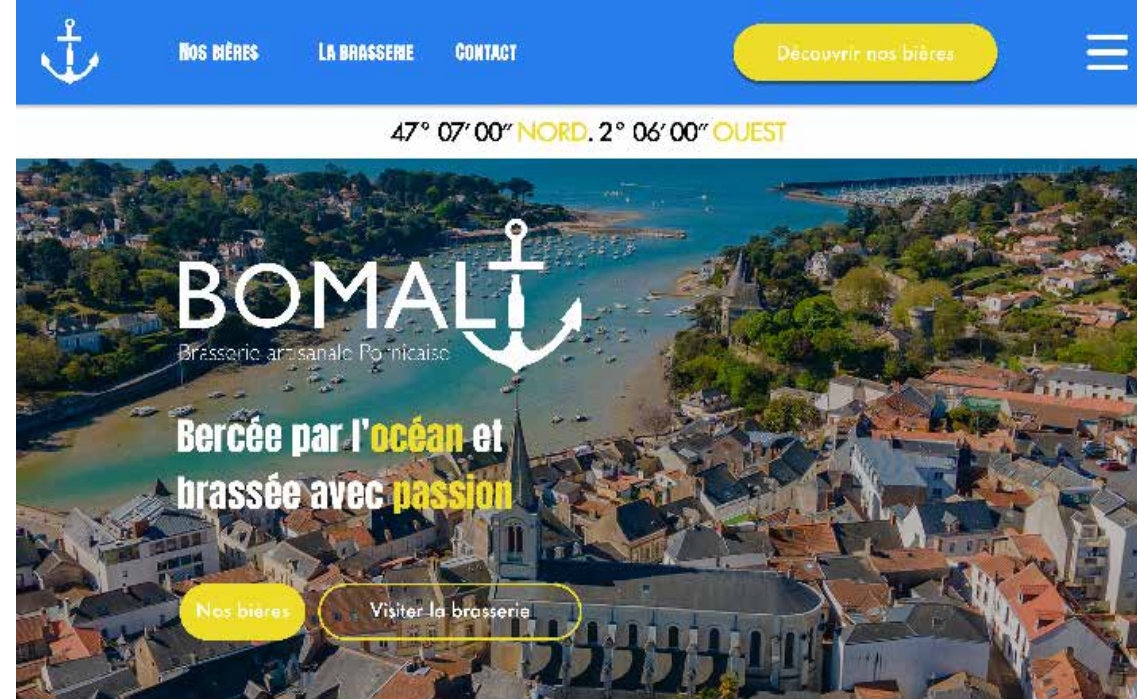 Nos bières
La brasserie
Contact
Découvrir nos bières
47° 07′ 00″ NORD. 2° 06′ 00″ OUEST
BOMALT
Brasserie artisanale Pornicaise
Bercée par l'océan et
brassée avec passion
Nos bières
Visiter la brasserie